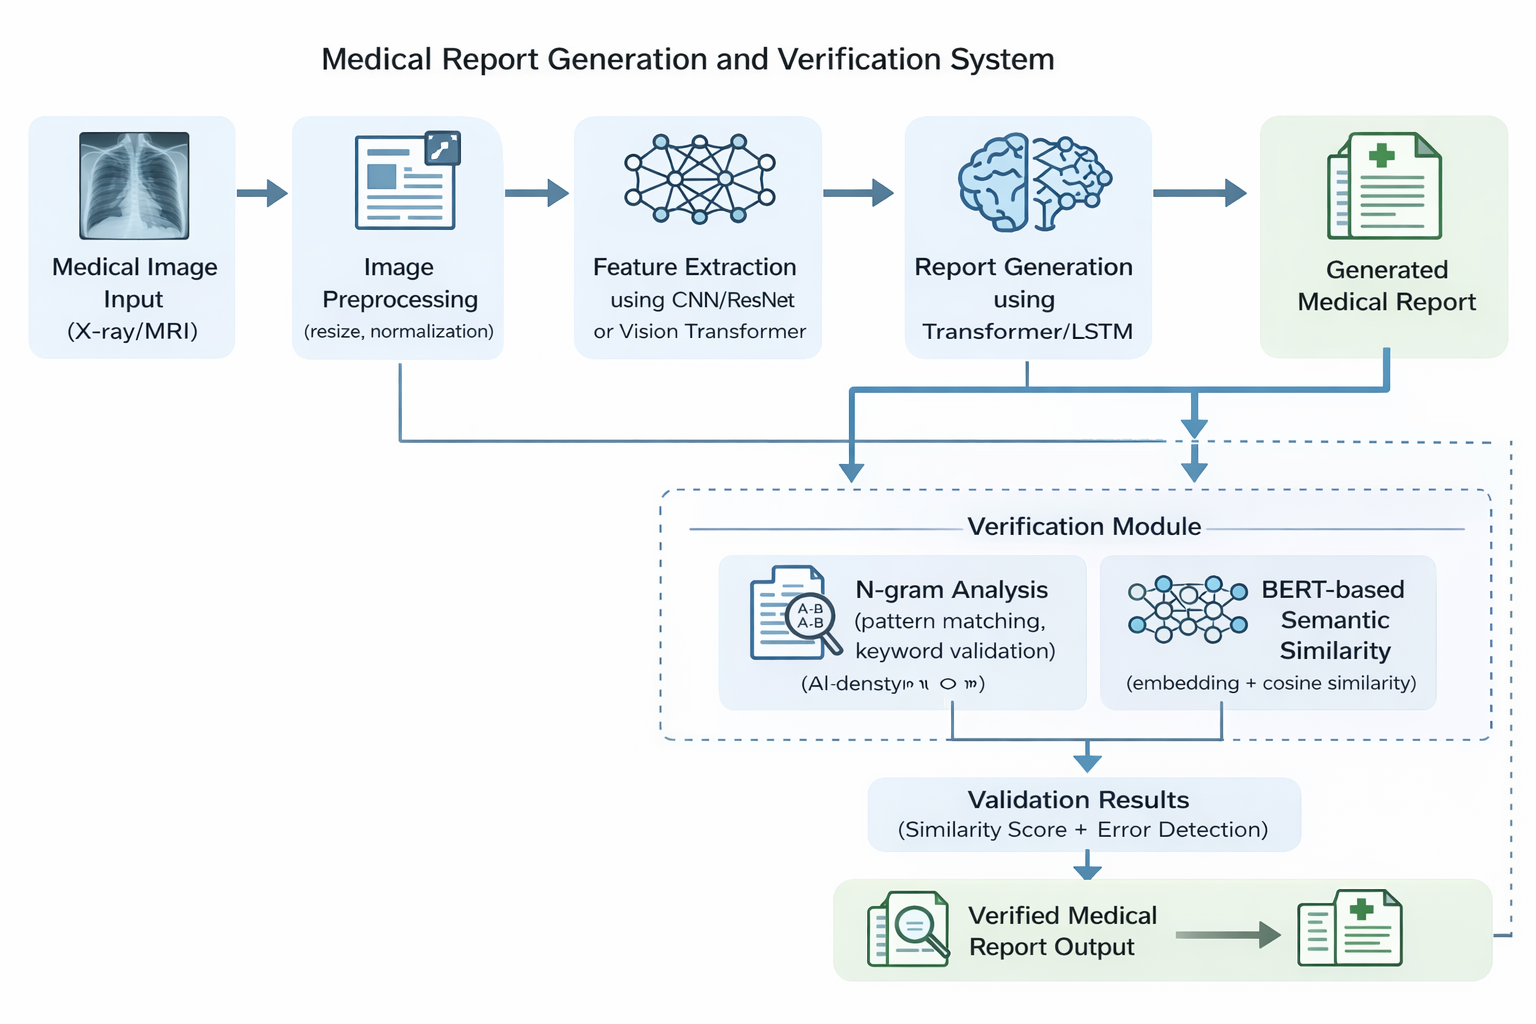 Medical Report Generation and Verification System
Medical Image
Input
(X-ray/MRI)
Image
Preprocessing
(resize, normalization)
Feature Extraction
using CNN/ResNet
or Vision Transformer
Report Generation
using
Transformer/LSTM
Generated
Medical Report
Verification Module
A-B
A-B
N-gram Analysis
(pattern matching,
keyword validation)
BERT-based
Semantic
Similarity
(embedding + cosine similarity)
Validation Results
(Similarity Score + Error Detection)
Verified Medical
Report Output